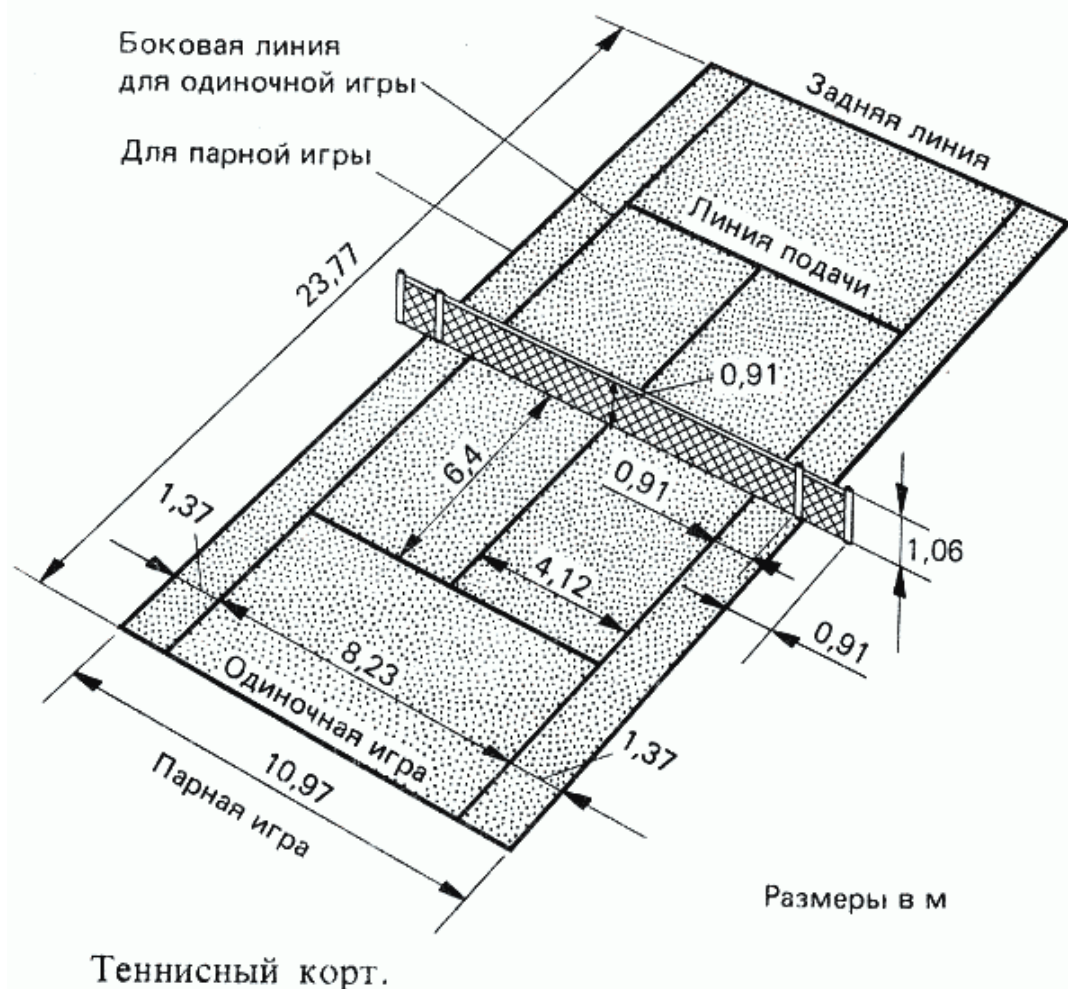 Боковая линия
для одиночной игры
Для парной игры
Задняя линия
Линия подачи
23,77
0,91
6,4
0,91
1,37
4,12
1,06
0,91
8,23
Одиночная игра
1,37
10,97
Парная игра
Размеры в м
Теннисный корт.